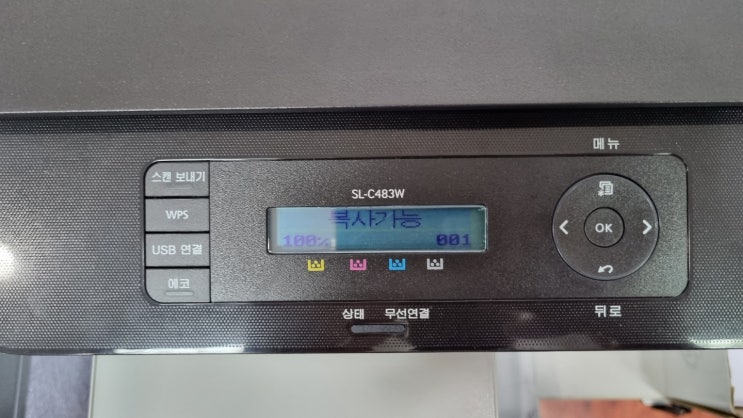 메뉴
스캔 보내기
SL-C483W
WPS
복사가능
OK
100% 001
USB 연결
에코
상태 무선연결
뒤로